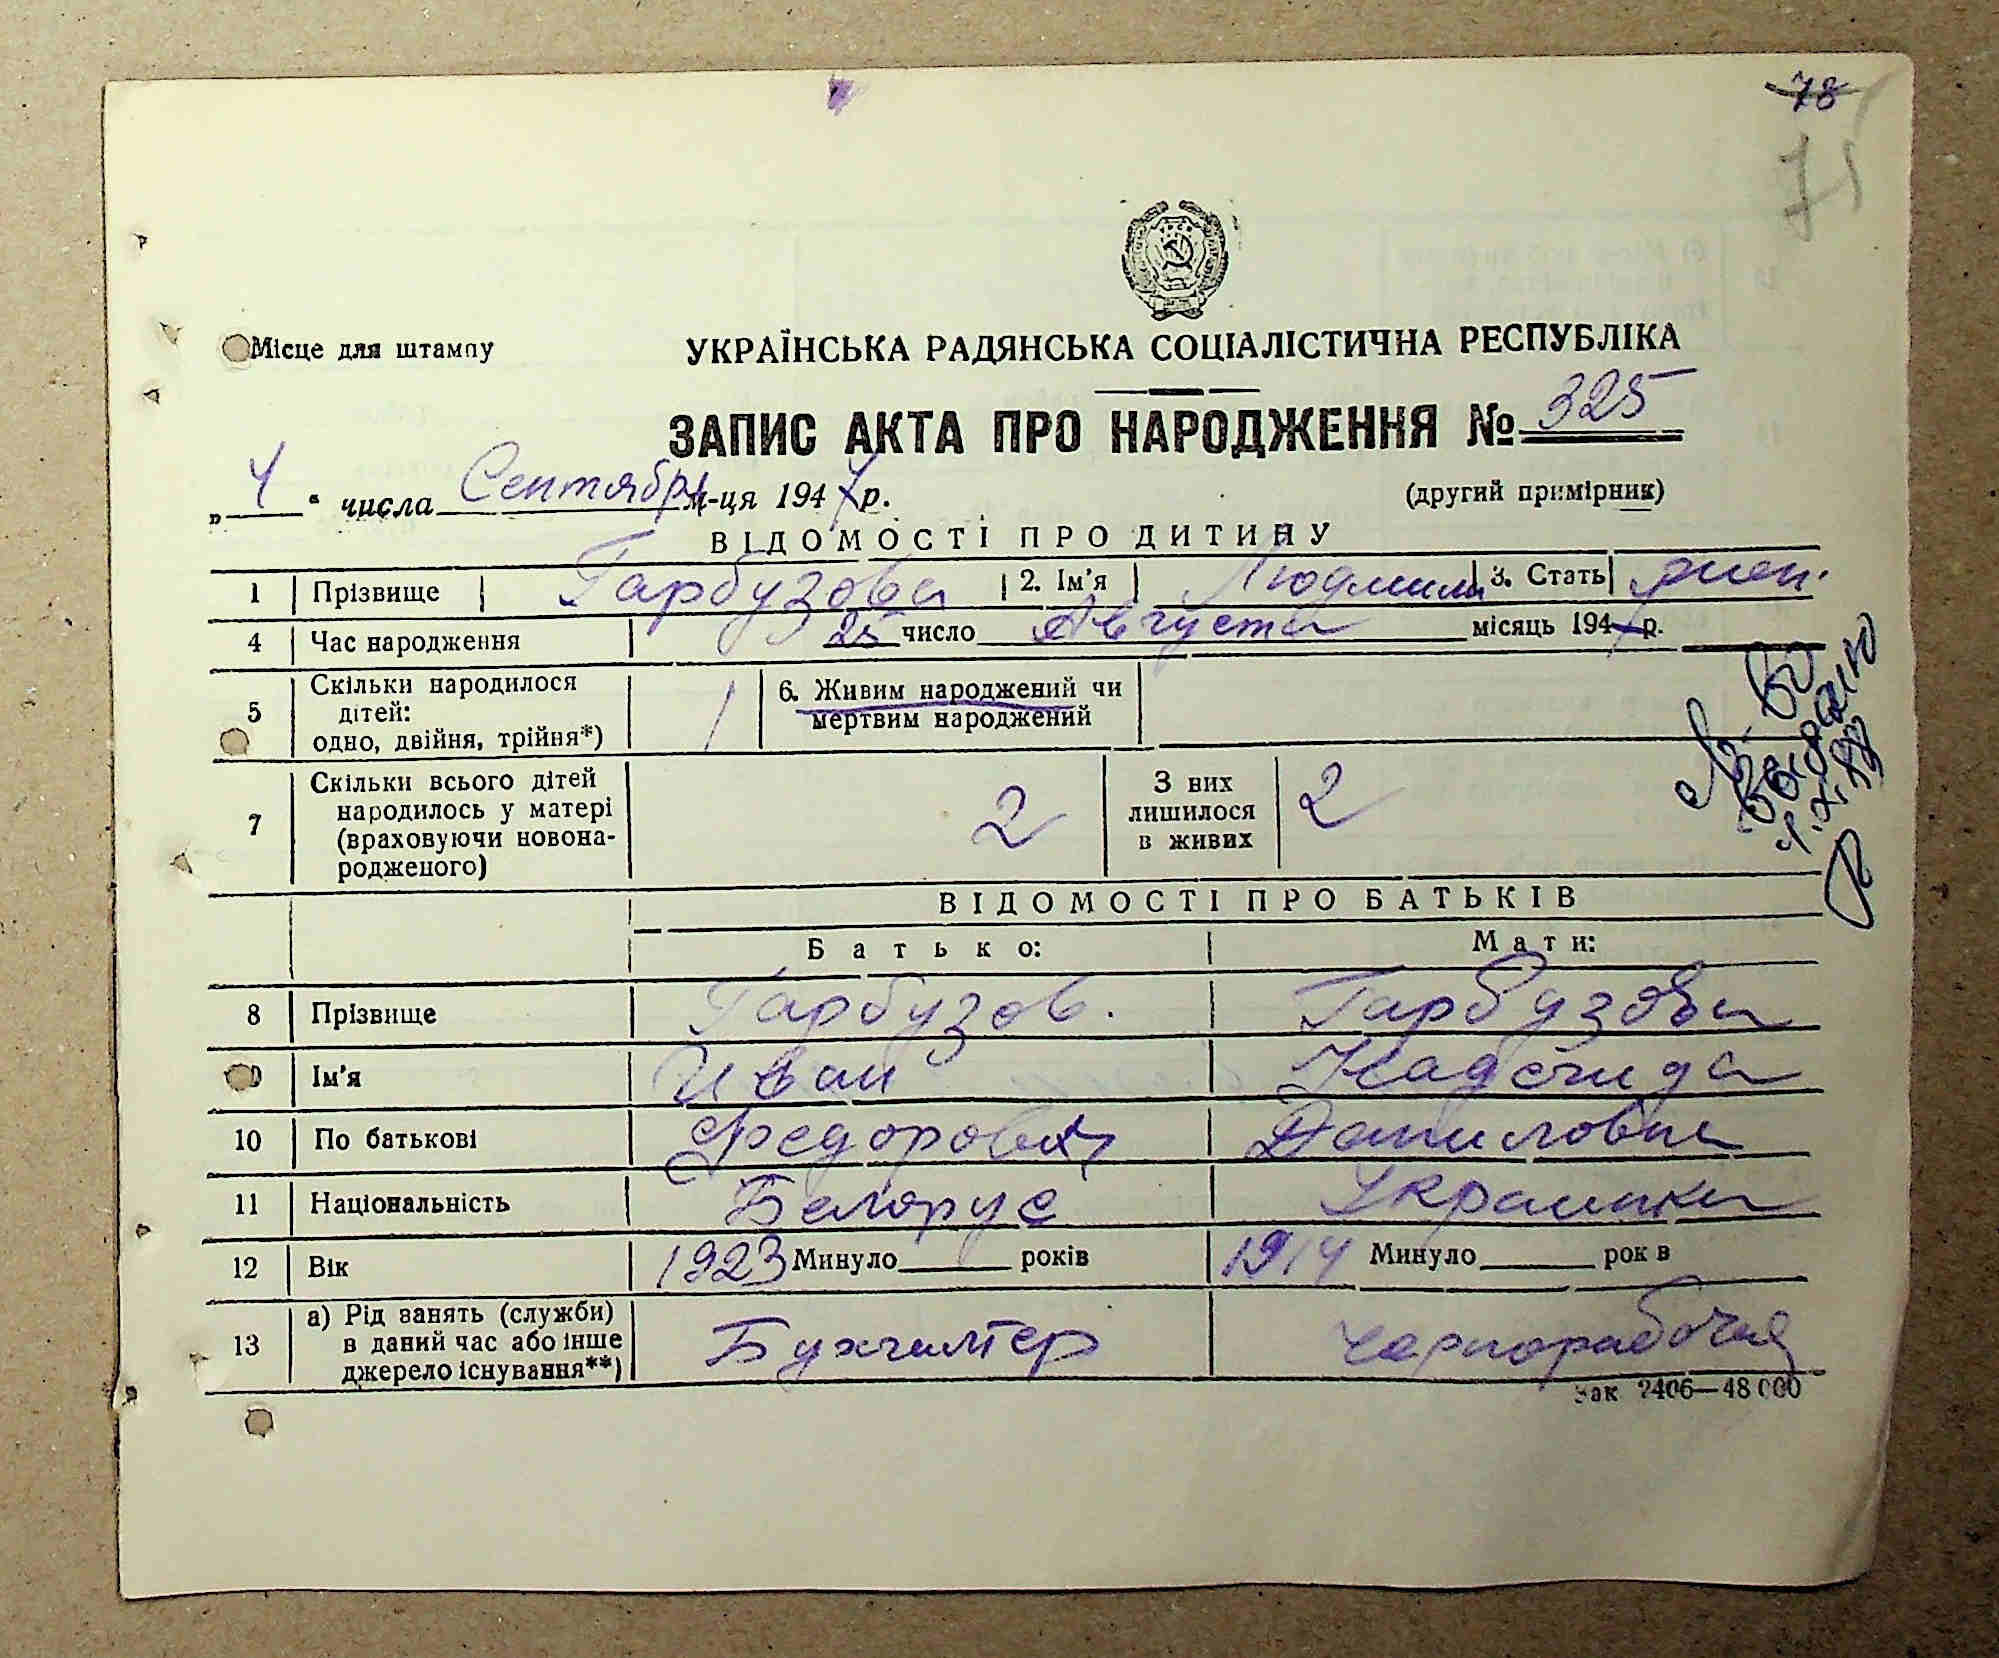 78
75
Місце для штампу
УКРАЇНСЬКА РАДЯНСЬКА СОЦІАЛІСТИЧНА РЕСПУБЛІКА
ЗАПИС АКТА ПРО НАРОДЖЕННЯ № 325
„4“ числа Сентября м-ця 1947 р.
(другий примірник)
ВІДОМОСТІ ПРО ДИТИНУ
1 Прізвище Гарбузова 2. Ім'я Людмила 3. Стать жен.
4 Час народження 25 число Августа місяць 1947 р.
5 Скільки народилося дітей: одно, двійня, трійня*) 1 6. Живим народжений чи мертвим народжений
7 Скільки всього дітей народилось у матері (враховуючи новонародженого) 2 З них лишилося в живих 2
ВІДОМОСТІ ПРО БАТЬКІВ
Батько: Мати:
8 Прізвище Гарбузов. Гарбузова
9 Ім'я Иван Надежда
10 По батькові Федорович Даниловна
11 Національність Белорус Украинка
12 Вік 1923 Минуло років 1914 Минуло рок в
13 а) Рід занять (служби) в даний час або інше джерело існування**) Бухгалтер Чернорабочая
Зак 2406—48 000